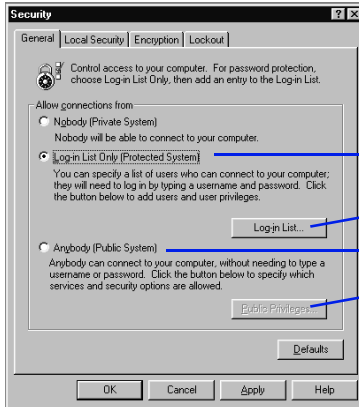 Security
General Local Security Encryption Lockout
Control access to your computer. For password protection,
choose Log-in List Only, then add an entry to the Log-in List.
Allow connections from
Nobody (Private System)
Nobody will be able to connect to your computer.
Log-in List Only (Protected System)
You can specify a list of users who can connect to your computer;
they will need to log in by typing a username and password. Click
the button below to add users and user privileges.
Log-in List...
Anybody (Public System)
Anybody can connect to your computer, without needing to type a
username or password. Click the button below to specify which
services and security options are allowed.
Public Privileges...
Defaults
OK Cancel Apply Help